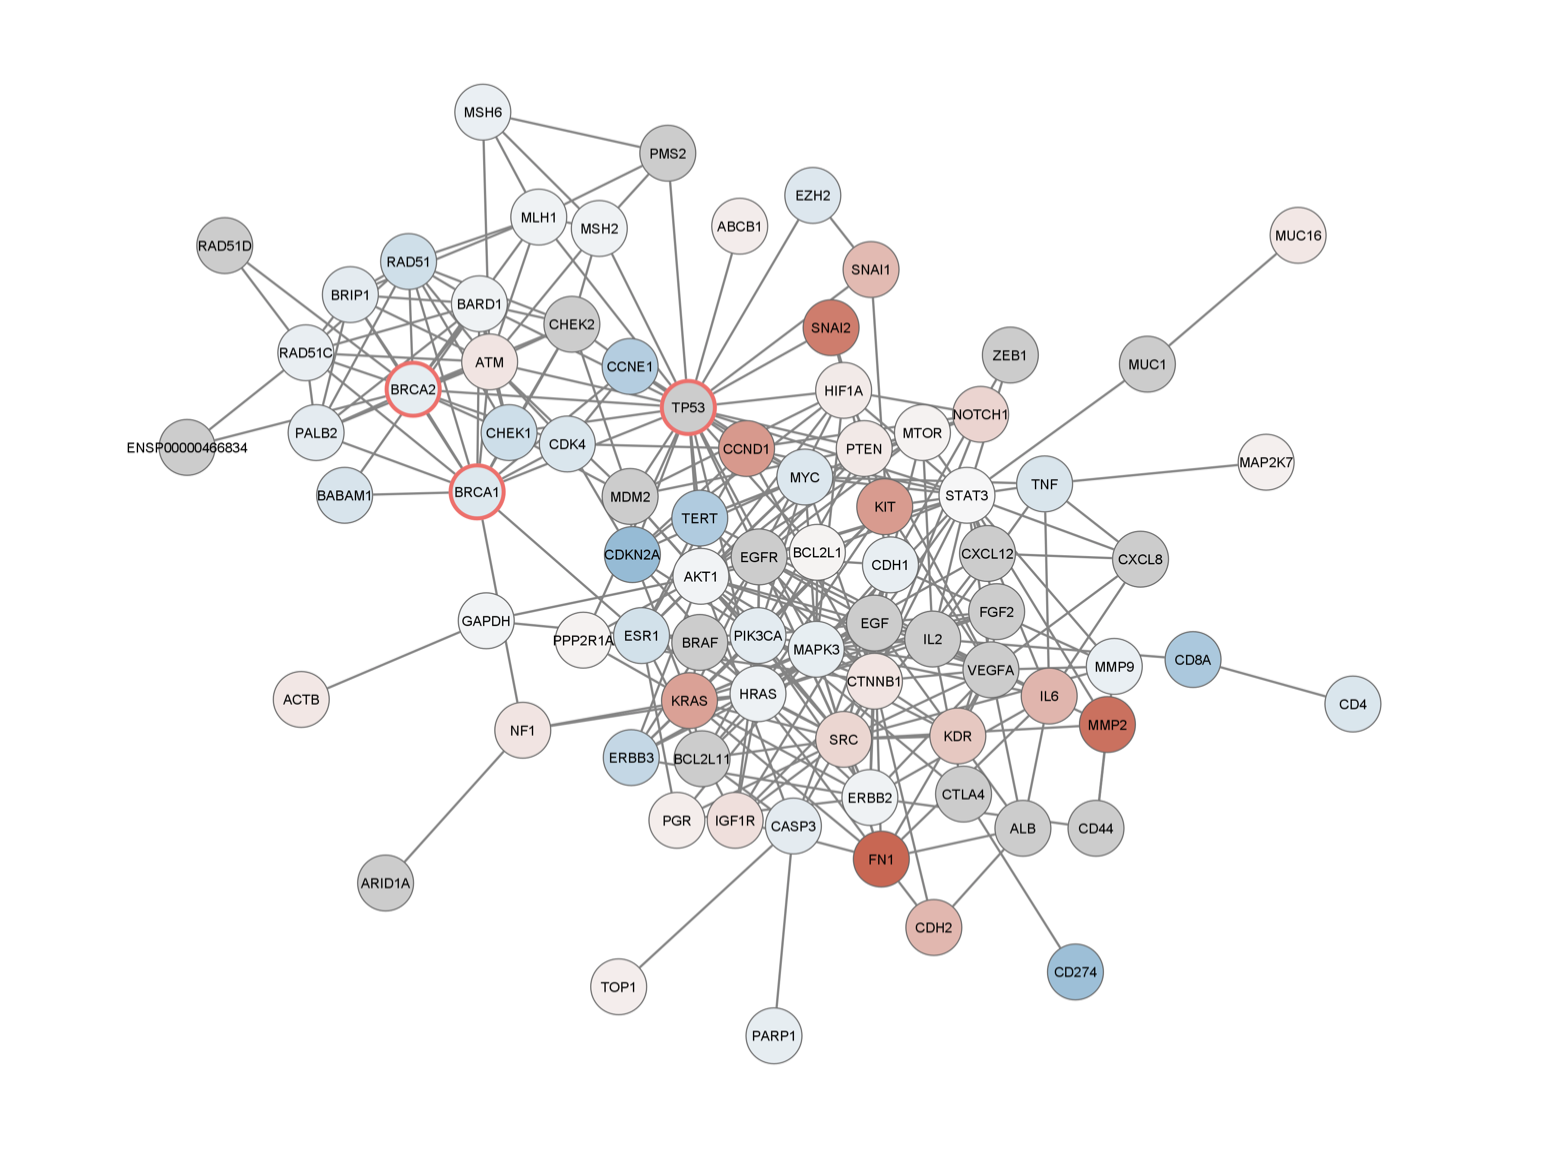 MSH6
PMS2
EZH2
ABCB1
MLH1
MSH2
MUC16
RAD51D
RAD51
SNAI1
BRIP1
BARD1
CHEK2
SNAI2
RAD51C
ATM
CCNE1
ZEB1
MUC1
BRCA2
HIF1A
TP53
NOTCH1
PALB2
CHEK1
CDK4
CCND1
PTEN
MTOR
ENSP00000466834
MAP2K7
MYC
BABAM1
BRCA1
MDM2
STAT3
TNF
KIT
TERT
CDKN2A
EGFR
BCL2L1
CXCL12
CXCL8
AKT1
CDH1
GAPDH
FGF2
EGF
PPP2R1A
ESR1
BRAF
PIK3CA
MAPK3
IL2
VEGFA
MMP9
CD8A
CTNNB1
KRAS
HRAS
IL6
ACTB
CD4
NF1
SRC
KDR
MMP2
ERBB3
BCL2L11
ERBB2
CTLA4
PGR
IGF1R
CASP3
ALB
CD44
FN1
ARID1A
CDH2
CD274
TOP1
PARP1